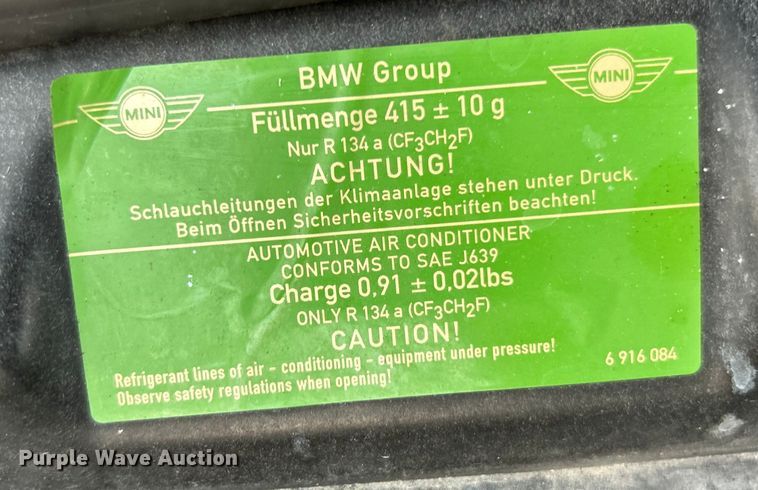 BMW Group
MINI
MINI
Füllmenge 415 ± 10 g
Nur R 134 a (CF3CH2F)
ACHTUNG!
Schlauchleitungen der Klimaanlage stehen unter Druck.
Beim Öffnen Sicherheitsvorschriften beachten!
AUTOMOTIVE AIR CONDITIONER
CONFORMS TO SAE J639
Charge 0,91 ± 0,02lbs
ONLY R 134 a (CF3CH2F)
CAUTION!
Refrigerant lines of air - conditioning - equipment under pressure!
Observe safety regulations when opening!
6 916 084
Purple Wave Auction